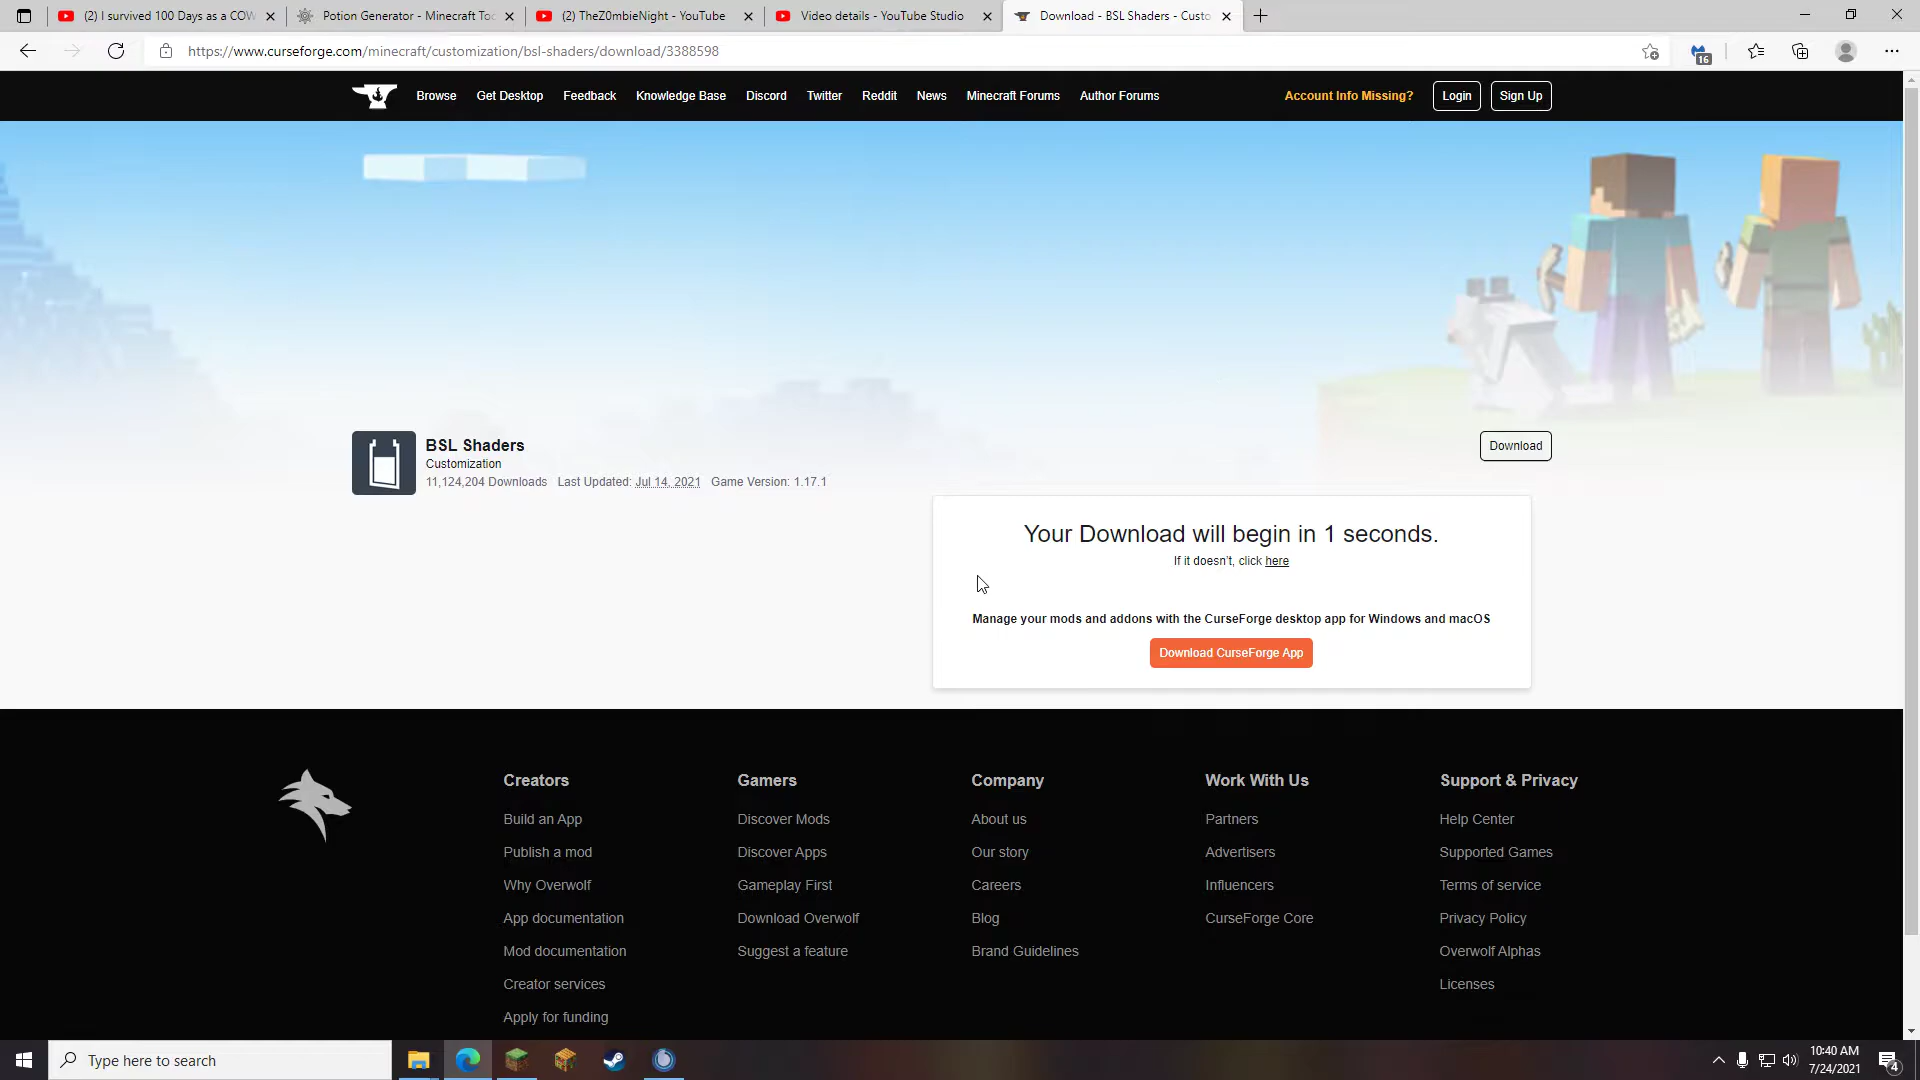 (2) I survived 100 Days as a COW
Potion Generator - Minecraft Too
(2) TheZ0mbieNight - YouTube
Video details - YouTube Studio
Download - BSL Shaders - Custo
https://www.curseforge.com/minecraft/customization/bsl-shaders/download/3388598
16
Browse
Get Desktop
Feedback
Knowledge Base
Discord
Twitter
Reddit
News
Minecraft Forums
Author Forums
Account Info Missing?
Login
Sign Up
BSL Shaders
Customization
11,124,204 Downloads Last Updated: Jul 14, 2021 Game Version: 1.17.1
Download
Your Download will begin in 1 seconds.
If it doesn't, click here
Manage your mods and addons with the CurseForge desktop app for Windows and macOS
Download CurseForge App
Creators
Build an App
Publish a mod
Why Overwolf
App documentation
Mod documentation
Creator services
Apply for funding
Gamers
Discover Mods
Discover Apps
Gameplay First
Download Overwolf
Suggest a feature
Company
About us
Our story
Careers
Blog
Brand Guidelines
Work With Us
Partners
Advertisers
Influencers
CurseForge Core
Support & Privacy
Help Center
Supported Games
Terms of service
Privacy Policy
Overwolf Alphas
Licenses
Type here to search
10:40 AM
7/24/2021
4